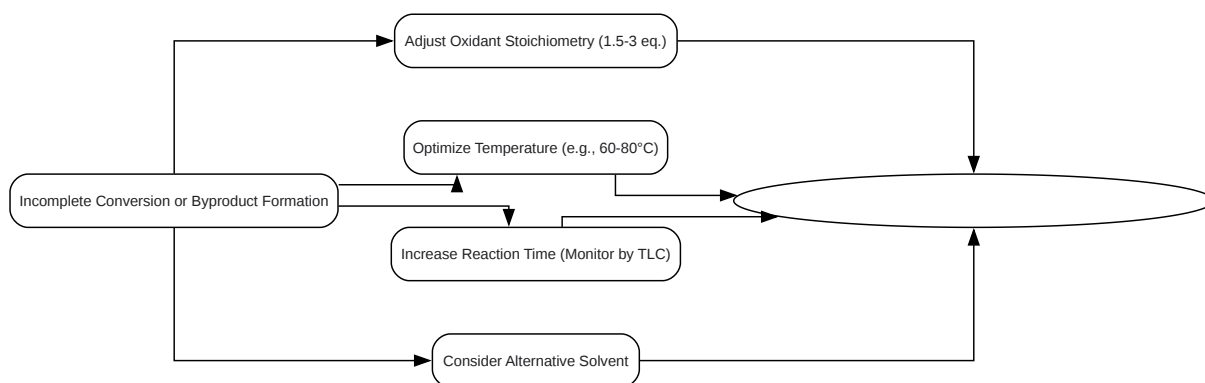 Adjust Oxidant Stoichiometry (1.5-3 eq.)
Optimize Temperature (e.g., 60-80°C)
Incomplete Conversion or Byproduct Formation
Increase Reaction Time (Monitor by TLC)
Consider Alternative Solvent